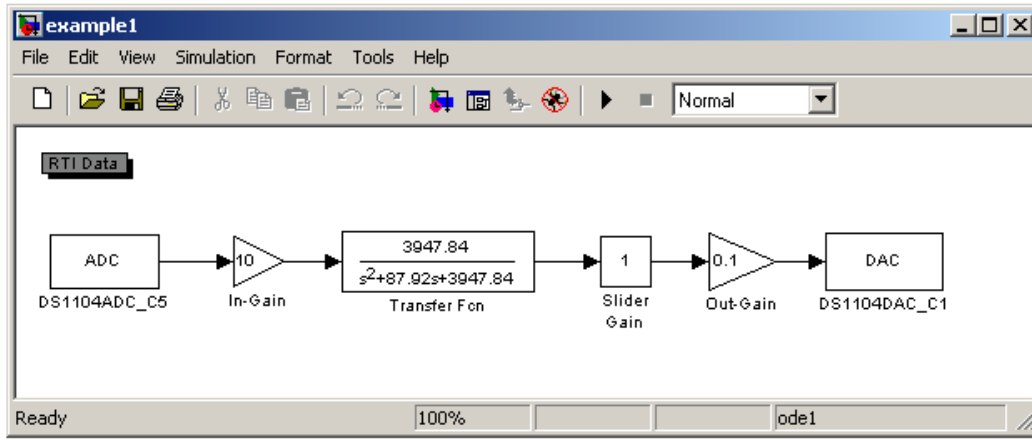 example1
File Edit View Simulation Format Tools Help
Normal
RTI Data
ADC
DS1104ADC_C5
10
In-Gain
3947.84
s2+87.92s+3947.84
Transfer Fcn
1
Slider
Gain
0.1
Out-Gain
DAC
DS1104DAC_C1
Ready
100%
ode1